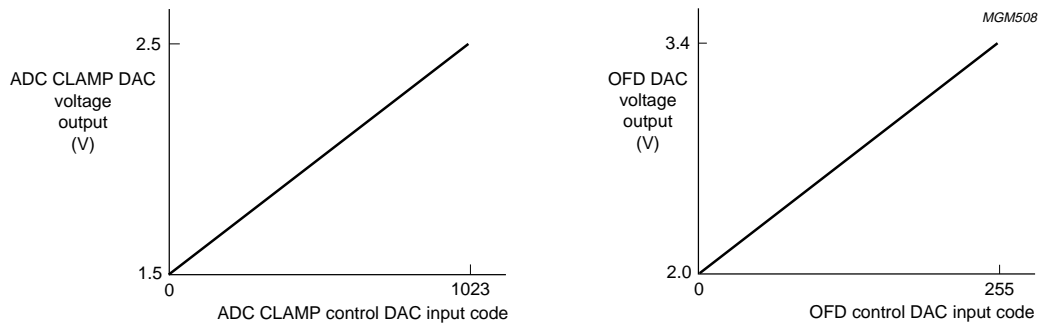 2.5
ADC CLAMP DAC
voltage
output
(V)
1.5
0
1023
ADC CLAMP control DAC input code
MGM508
3.4
OFD DAC
voltage
output
(V)
2.0
0
255
OFD control DAC input code